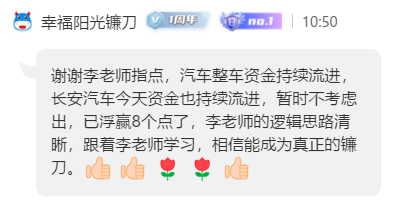 幸福阳光镰刀 V 1周年 no.1 10:50
谢谢李老师指点，汽车整车资金持续流进，
长安汽车今天资金也持续流进，暂时不考虑
出，已浮赢8个点了，李老师的逻辑思路清
晰，跟着李老师学习，相信能成为真正的镰
刀。